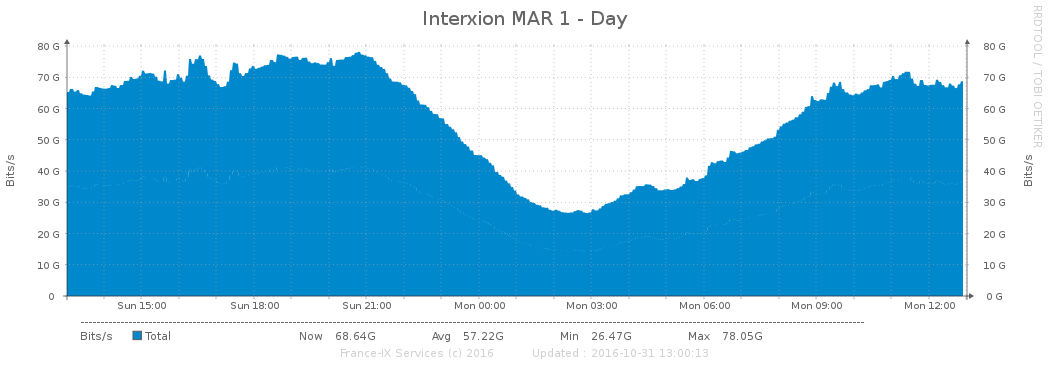 Interxion MAR 1 - Day
RRDTOOL / TOBI OETIKER
80 G 80 G
70 G 70 G
60 G 60 G
50 G 50 G
40 G 40 G
30 G 30 G
20 G 20 G
10 G 10 G
0 0 G
Bits/s
Bits/s
Sun 15:00 Sun 18:00 Sun 21:00 Mon 00:00 Mon 03:00 Mon 06:00 Mon 09:00 Mon 12:00
Bits/s Total Now 68.64G Avg 57.22G Min 26.47G Max 78.05G
France-IX Services (c) 2016 Updated : 2016-10-31 13:00:13